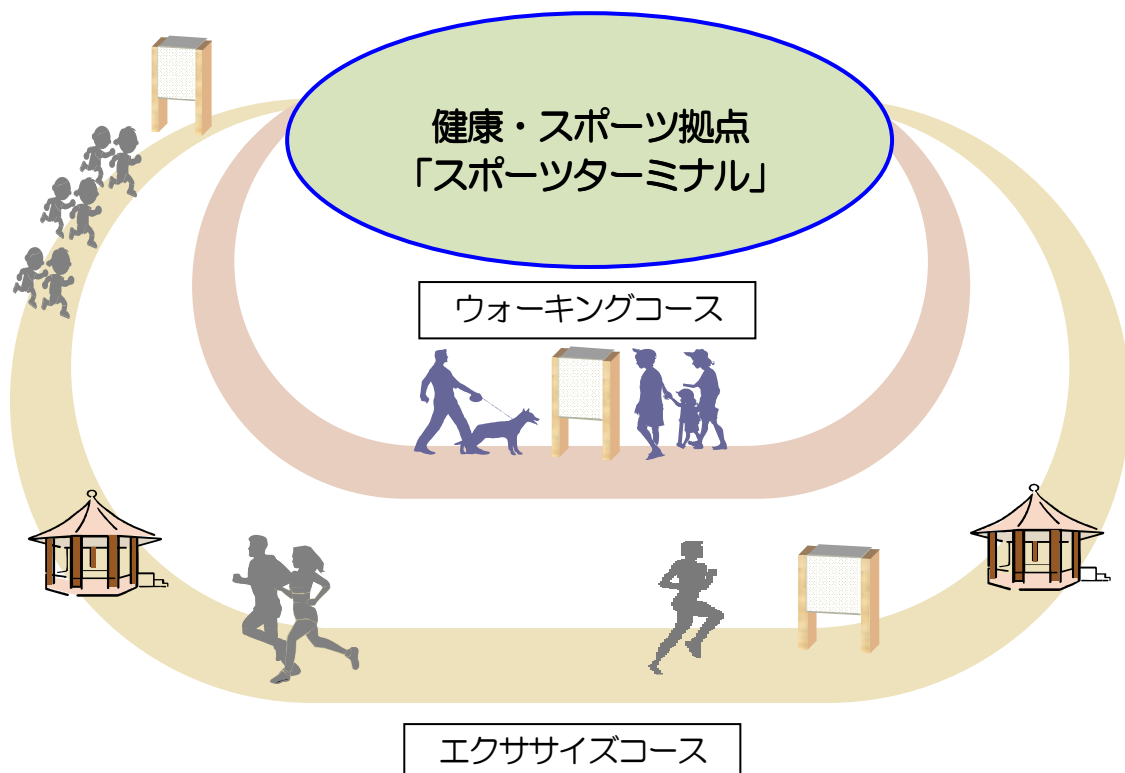 健康・スポーツ拠点
「スポーツターミナル」
ウォーキングコース
エクササイズコース